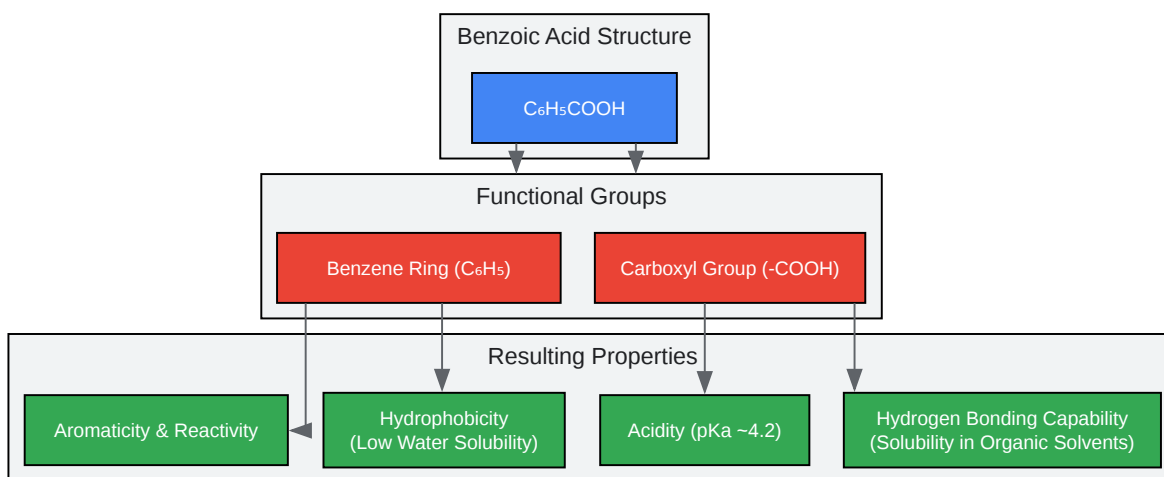 Benzoic Acid Structure
C₆H₅COOH
Functional Groups
Benzene Ring (C₆H₅)
Carboxyl Group (-COOH)
Resulting Properties
Aromaticity & Reactivity
Hydrophobicity
(Low Water Solubility)
Acidity (pKa ~4.2)
Hydrogen Bonding Capability
(Solubility in Organic Solvents)